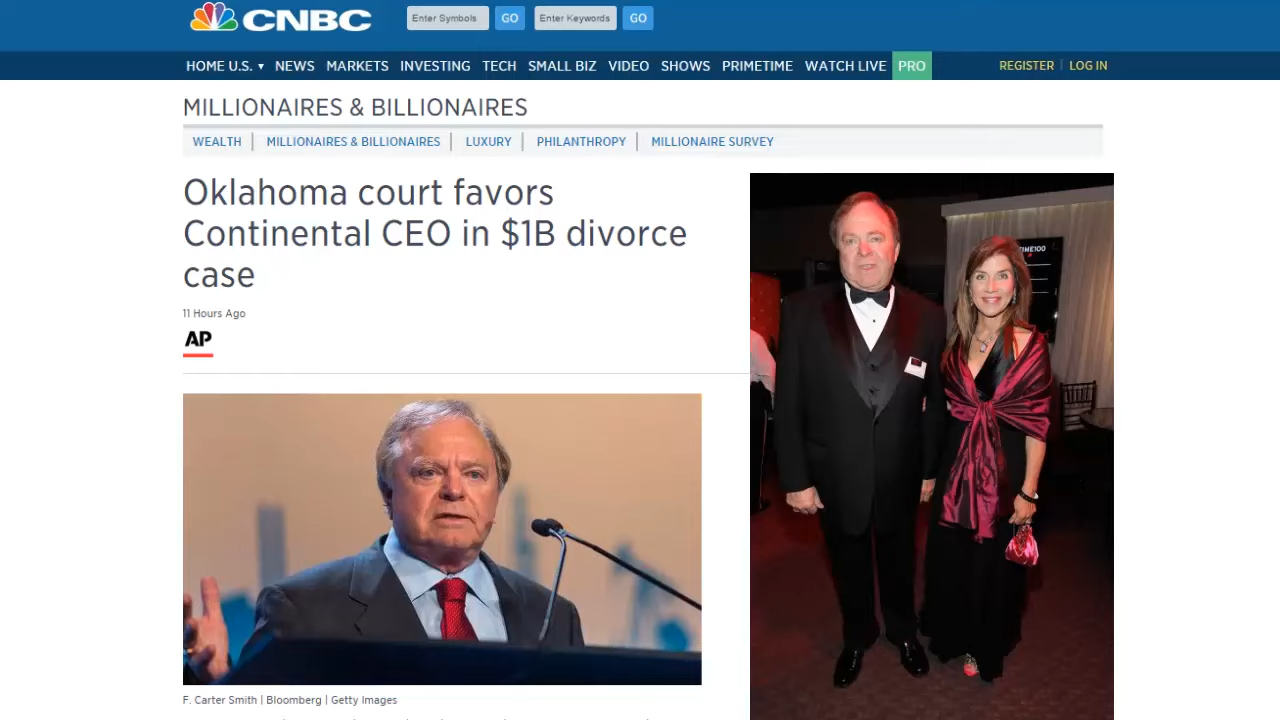 CNBC
Enter Symbols GO Enter Keywords GO
HOME U.S. ▼ NEWS MARKETS INVESTING TECH SMALL BIZ VIDEO SHOWS PRIMETIME WATCH LIVE PRO REGISTER | LOG IN
MILLIONAIRES & BILLIONAIRES
WEALTH | MILLIONAIRES & BILLIONAIRES | LUXURY | PHILANTHROPY | MILLIONAIRE SURVEY
Oklahoma court favors
Continental CEO in $1B divorce
case
11 Hours Ago
AP
TIME100
F. Carter Smith | Bloomberg | Getty Images